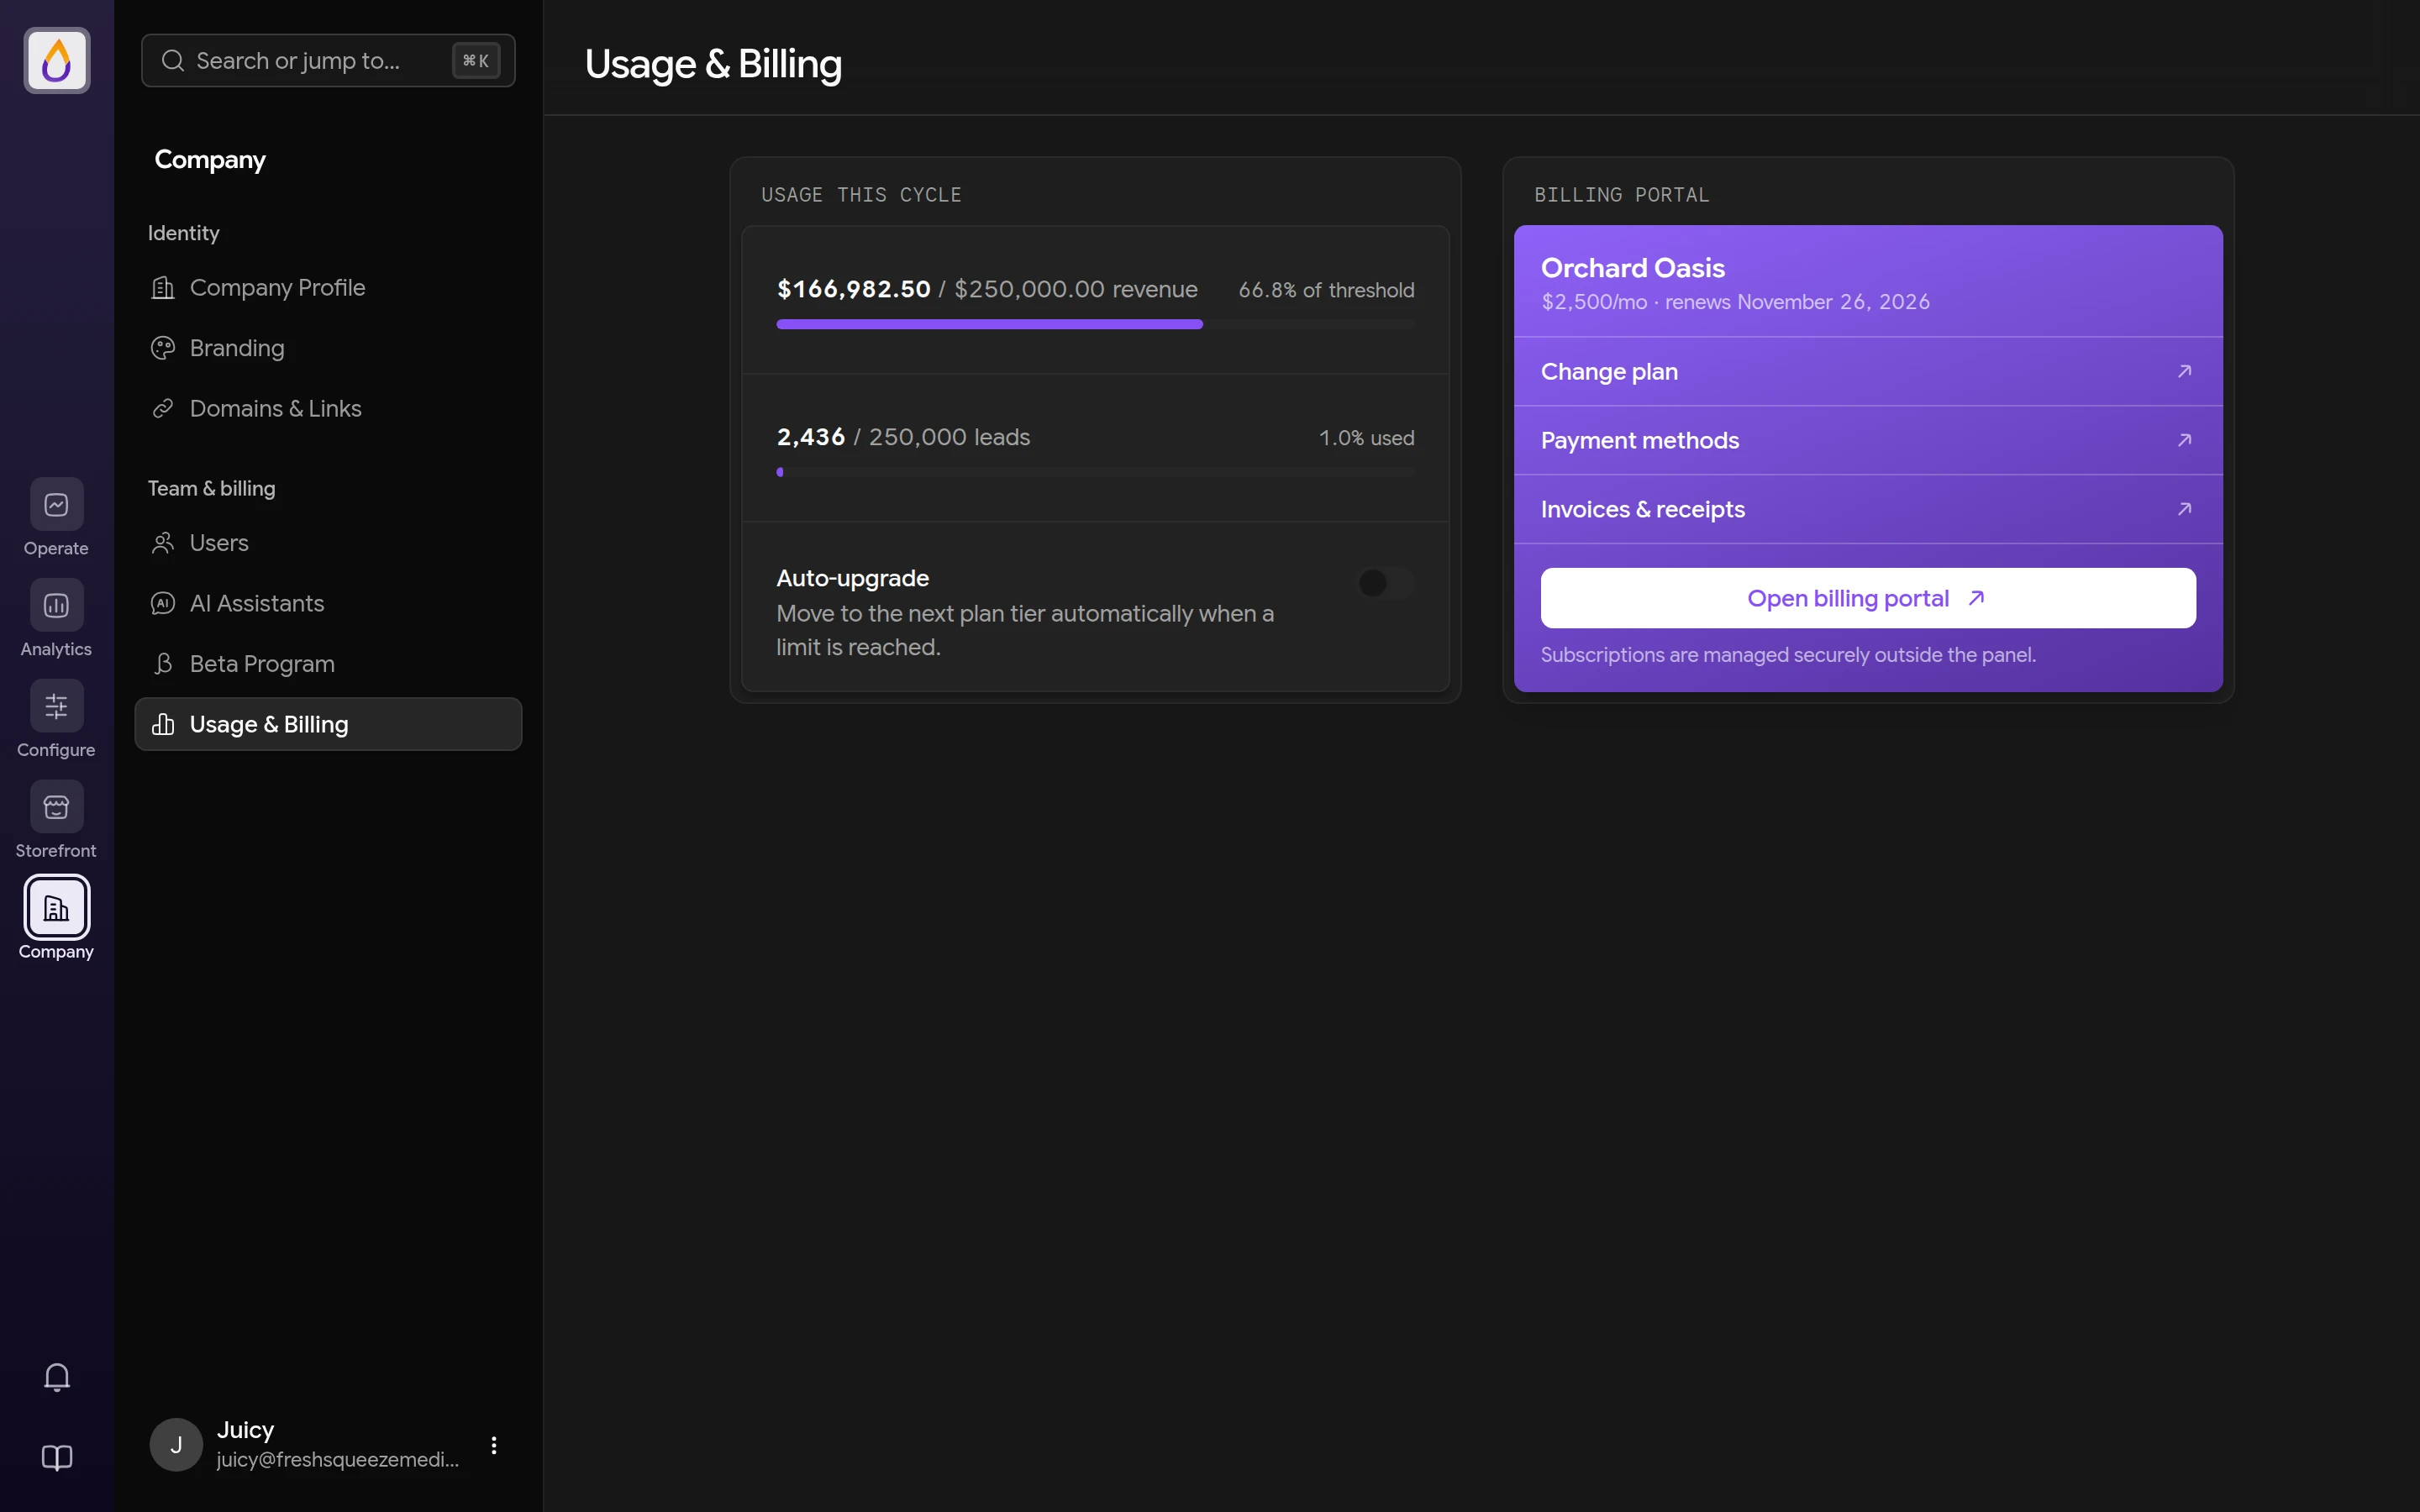 Search or jump to...
⌘K
Company
Identity
Company Profile
Branding
Domains & Links
Team & billing
Users
AI Assistants
Beta Program
Usage & Billing
Operate
Analytics
Configure
Storefront
Company
J
Juicy
juicy@freshsqueezemedi...
Usage & Billing
USAGE THIS CYCLE
$166,982.50 / $250,000.00 revenue
66.8% of threshold
2,436 / 250,000 leads
1.0% used
Auto-upgrade
Move to the next plan tier automatically when a
limit is reached.
BILLING PORTAL
Orchard Oasis
$2,500/mo · renews November 26, 2026
Change plan
Payment methods
Invoices & receipts
Open billing portal
Subscriptions are managed securely outside the panel.